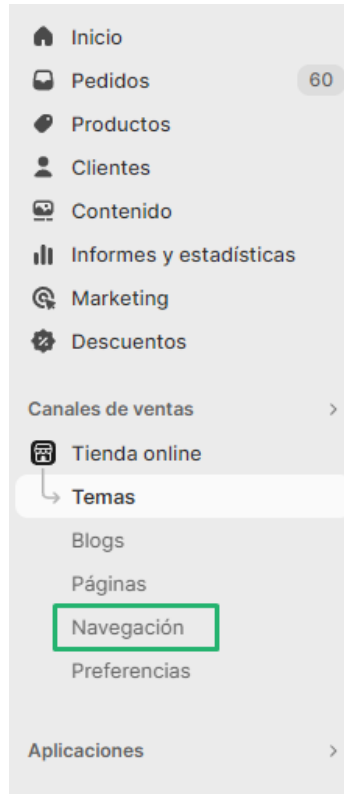 Inicio
Pedidos 60
Productos
Clientes
Contenido
Informes y estadísticas
Marketing
Descuentos
Canales de ventas
Tienda online
Temas
Blogs
Páginas
Navegación
Preferencias
Aplicaciones